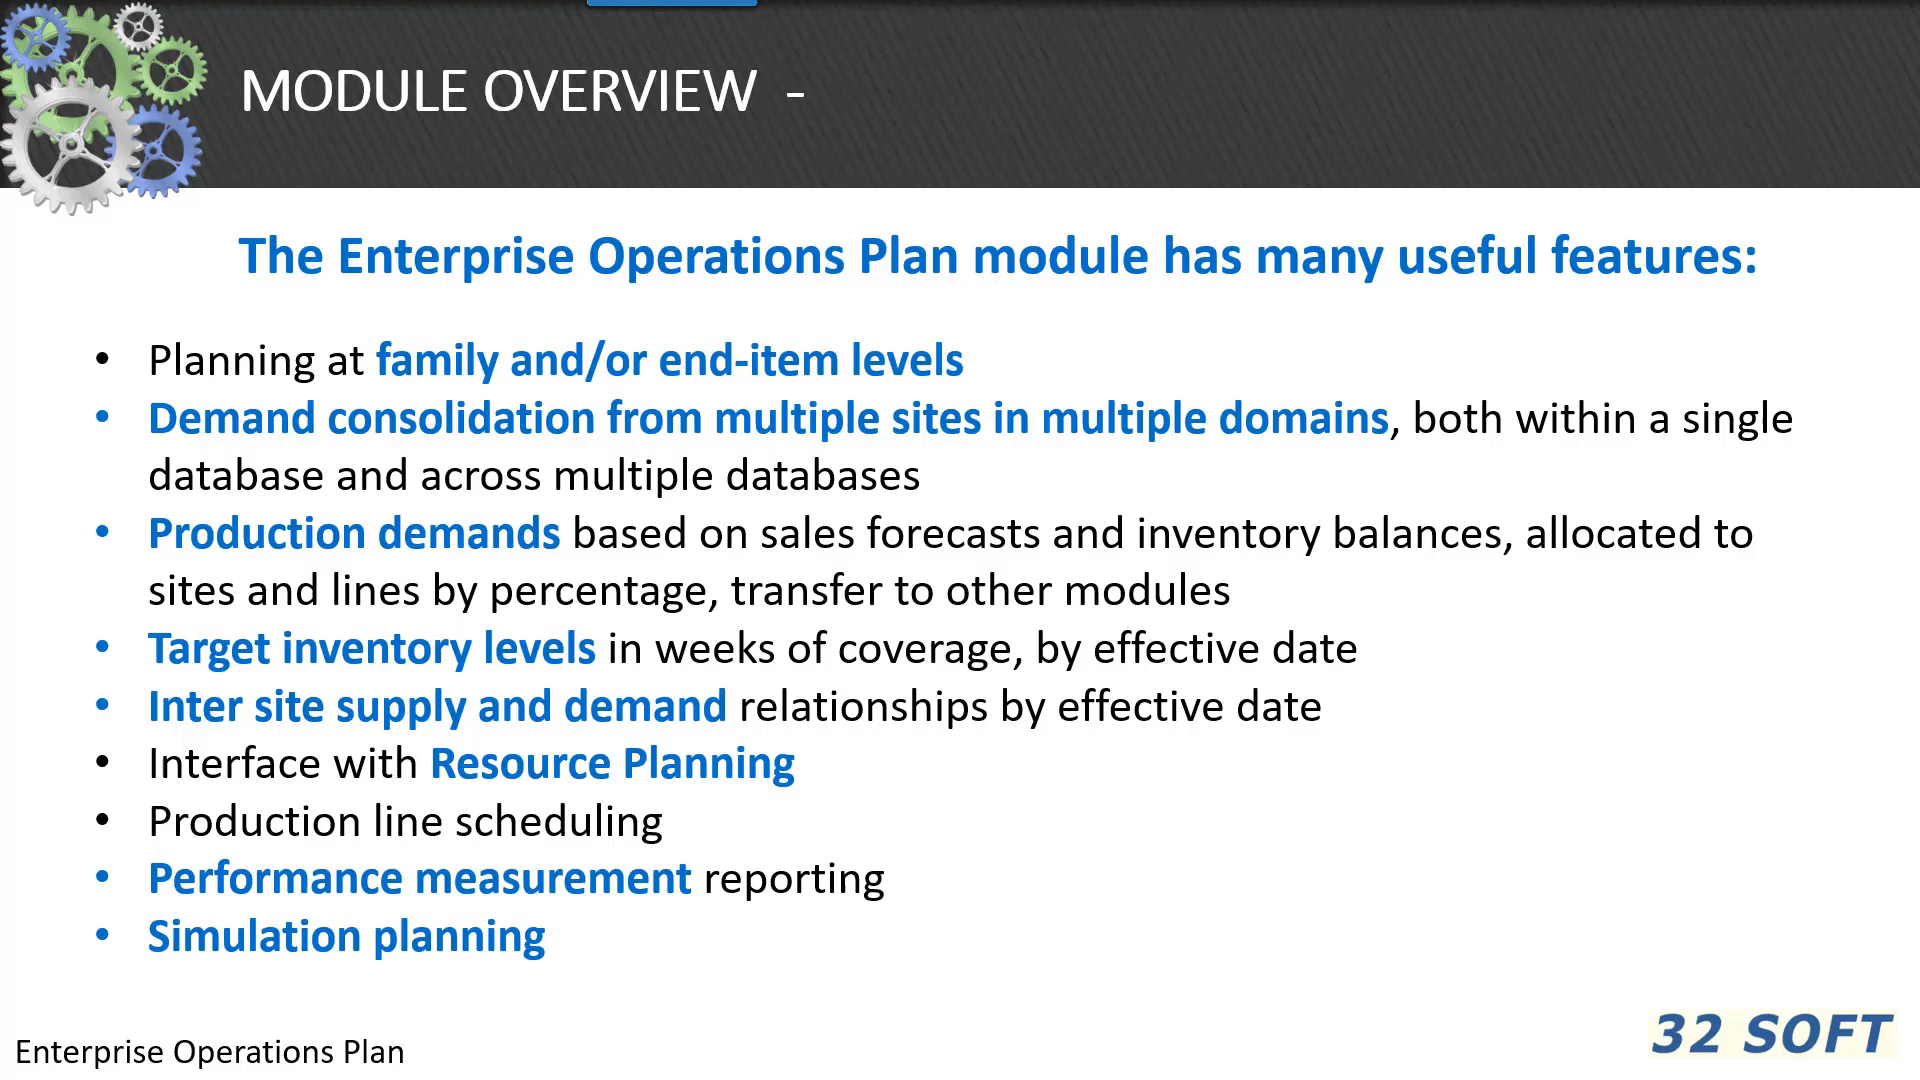 MODULE OVERVIEW -
The Enterprise Operations Plan module has many useful features:
• Planning at family and/or end-item levels
• Demand consolidation from multiple sites in multiple domains, both within a single
database and across multiple databases
• Production demands based on sales forecasts and inventory balances, allocated to
sites and lines by percentage, transfer to other modules
• Target inventory levels in weeks of coverage, by effective date
• Inter site supply and demand relationships by effective date
• Interface with Resource Planning
• Production line scheduling
• Performance measurement reporting
• Simulation planning
Enterprise Operations Plan
32 SOFT